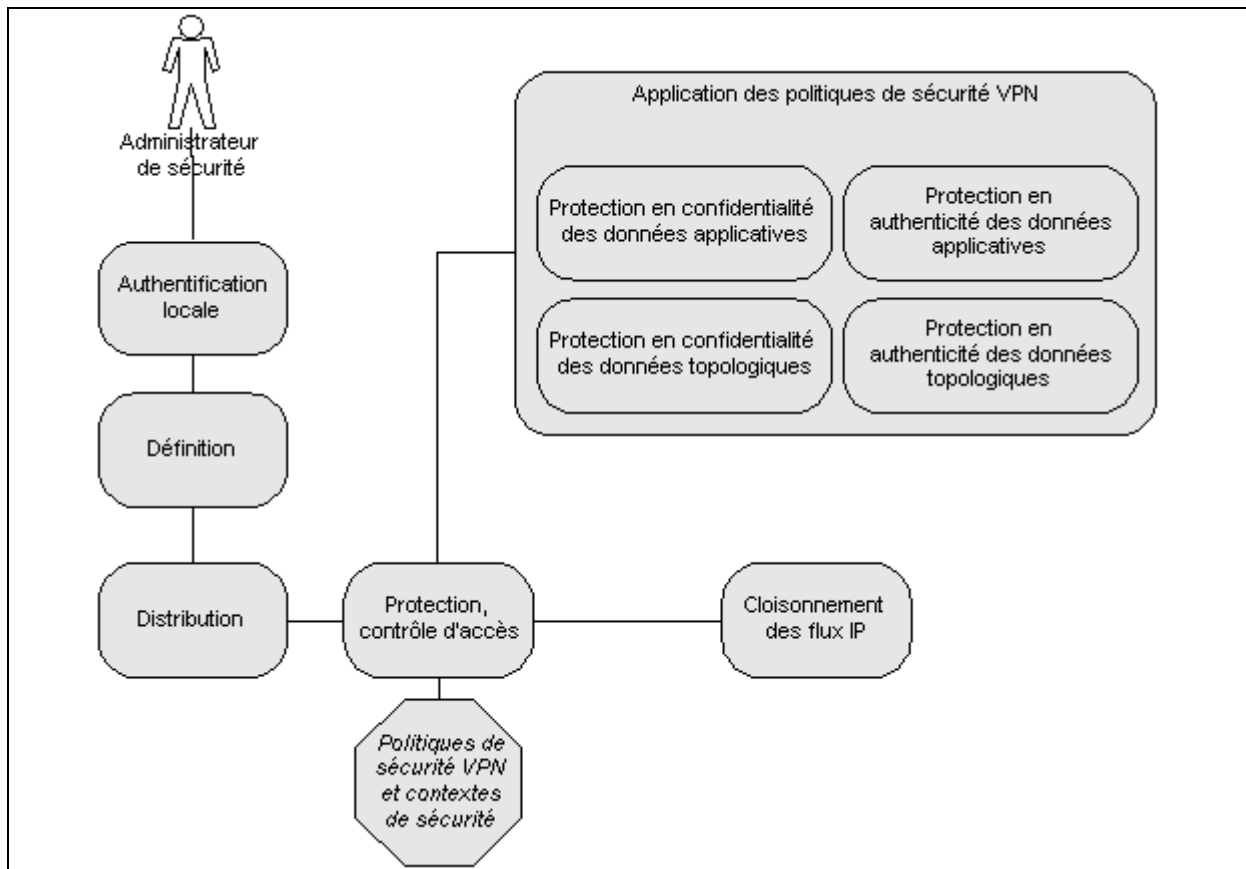 Administrateur
de sécurité
Application des politiques de sécurité VPN
Protection en confidentialité
des données applicatives
Protection en
authenticité des données
applicatives
Protection en confidentialité
des données topologiques
Protection en
authenticité des données
topologiques
Authentification
locale
Définition
Distribution
Protection,
contrôle d'accès
Cloisonnement
des flux IP
Politiques de
sécurité VPN
et contextes
de sécurité